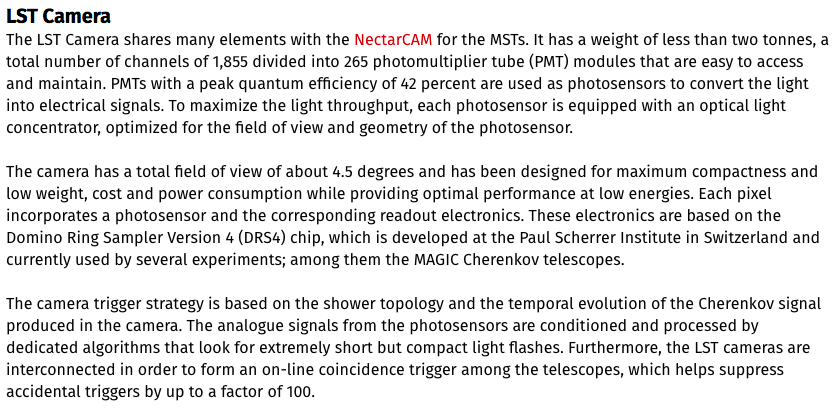 LST Camera
The LST Camera shares many elements with the NectarCAM for the MSTs. It has a weight of less than two tonnes, a
total number of channels of 1,855 divided into 265 photomultiplier tube (PMT) modules that are easy to access
and maintain. PMTs with a peak quantum efficiency of 42 percent are used as photosensors to convert the light
into electrical signals. To maximize the light throughput, each photosensor is equipped with an optical light
concentrator, optimized for the field of view and geometry of the photosensor.
The camera has a total field of view of about 4.5 degrees and has been designed for maximum compactness and
low weight, cost and power consumption while providing optimal performance at low energies. Each pixel
incorporates a photosensor and the corresponding readout electronics. These electronics are based on the
Domino Ring Sampler Version 4 (DRS4) chip, which is developed at the Paul Scherrer Institute in Switzerland and
currently used by several experiments; among them the MAGIC Cherenkov telescopes.
The camera trigger strategy is based on the shower topology and the temporal evolution of the Cherenkov signal
produced in the camera. The analogue signals from the photosensors are conditioned and processed by
dedicated algorithms that look for extremely short but compact light flashes. Furthermore, the LST cameras are
interconnected in order to form an on-line coincidence trigger among the telescopes, which helps suppress
accidental triggers by up to a factor of 100.